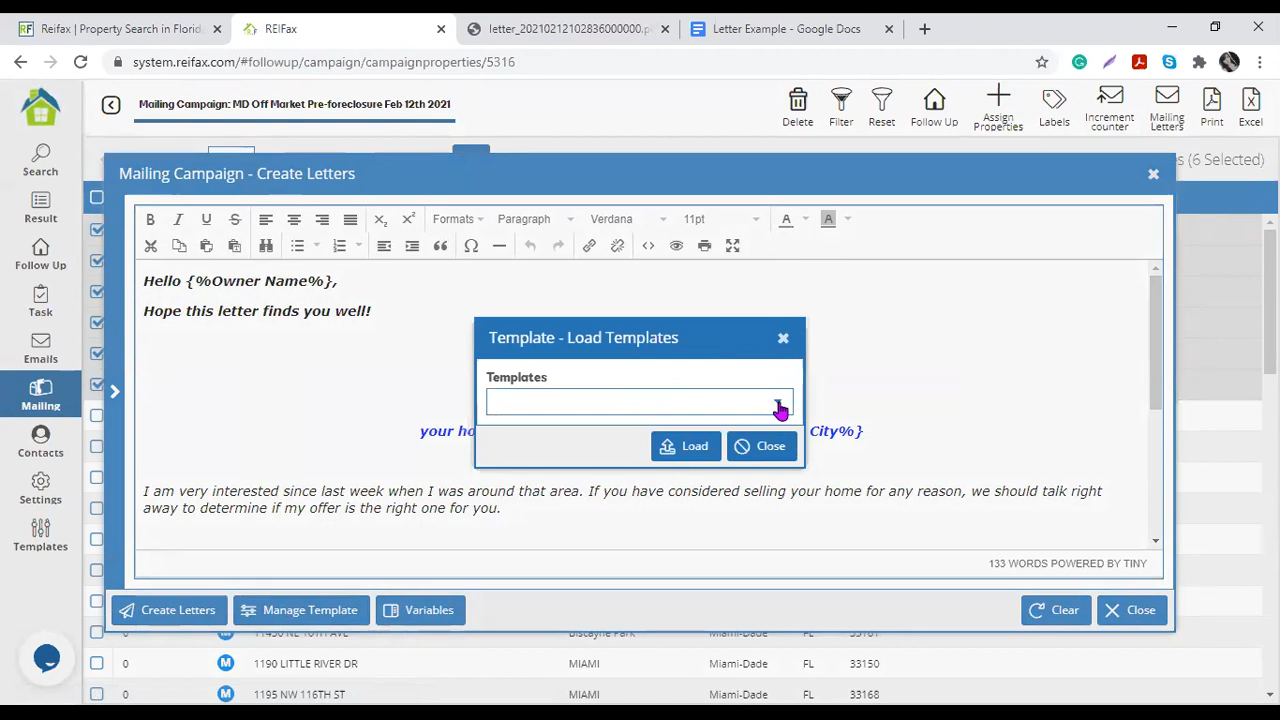 Reifax | Property Search in Florid
REIFax
letter_20210212102836000000.p
Letter Example - Google Docs
system.reifax.com/#followup/campaign/campaignproperties/5316
Mailing Campaign: MD Off Market Pre-foreclosure Feb 12th 2021
Delete
Filter
Reset
Follow Up
Assign
Properties
Labels
Increment
counter
Mailing
Letters
Print
Excel
Search
Result
Follow Up
Task
Emails
Mailing
Contacts
Settings
Templates
(6 Selected)
Mailing Campaign - Create Letters
Formats
Paragraph
Verdana
11pt
Hello {%Owner Name%},
Hope this letter finds you well!
Template - Load Templates
Templates
your ho
City%}
Load
Close
I am very interested since last week when I was around that area. If you have considered selling your home for any reason, we should talk right
away to determine if my offer is the right one for you.
133 WORDS POWERED BY TINY
Create Letters
Manage Template
Variables
Clear
Close
0 M 1190 LITTLE RIVER DR MIAMI Miami-Dade FL 33150
0 M 1195 NW 116TH ST MIAMI Miami-Dade FL 33168